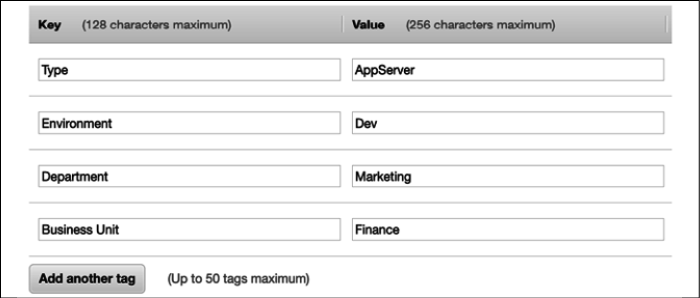 Key (128 characters maximum) Value (256 characters maximum)
Type AppServer
Environment Dev
Department Marketing
Business Unit Finance
Add another tag (Up to 50 tags maximum)